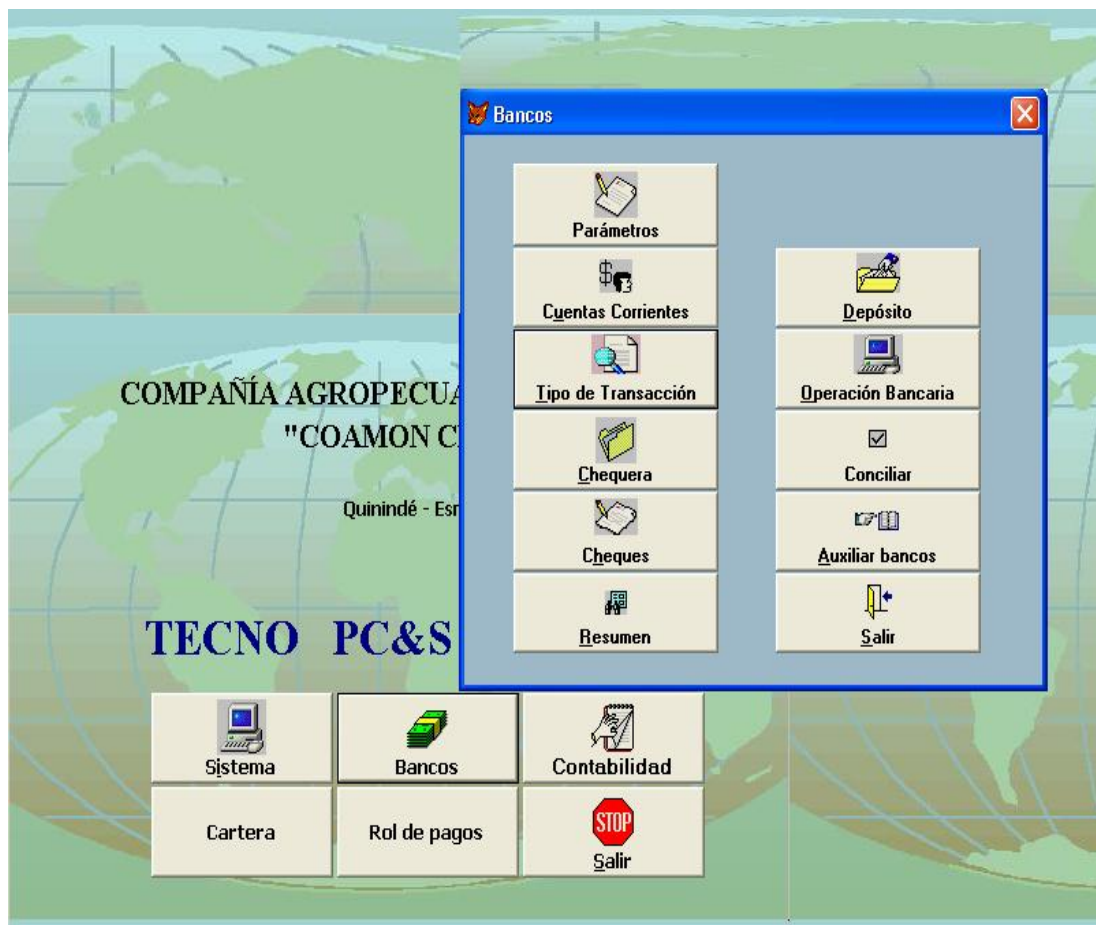 Bancos
Parámetros
Cuentas Corrientes
Depósito
Tipo de Transacción
Operación Bancaria
Chequera
Conciliar
Cheques
Auxiliar bancos
Resumen
Salir
COMPAÑÍA AGROPECUA
"COAMON C
Quinindé - Esm
TECNO PC&S
Sistema
Bancos
Contabilidad
Cartera
Rol de pagos
STOP
Salir